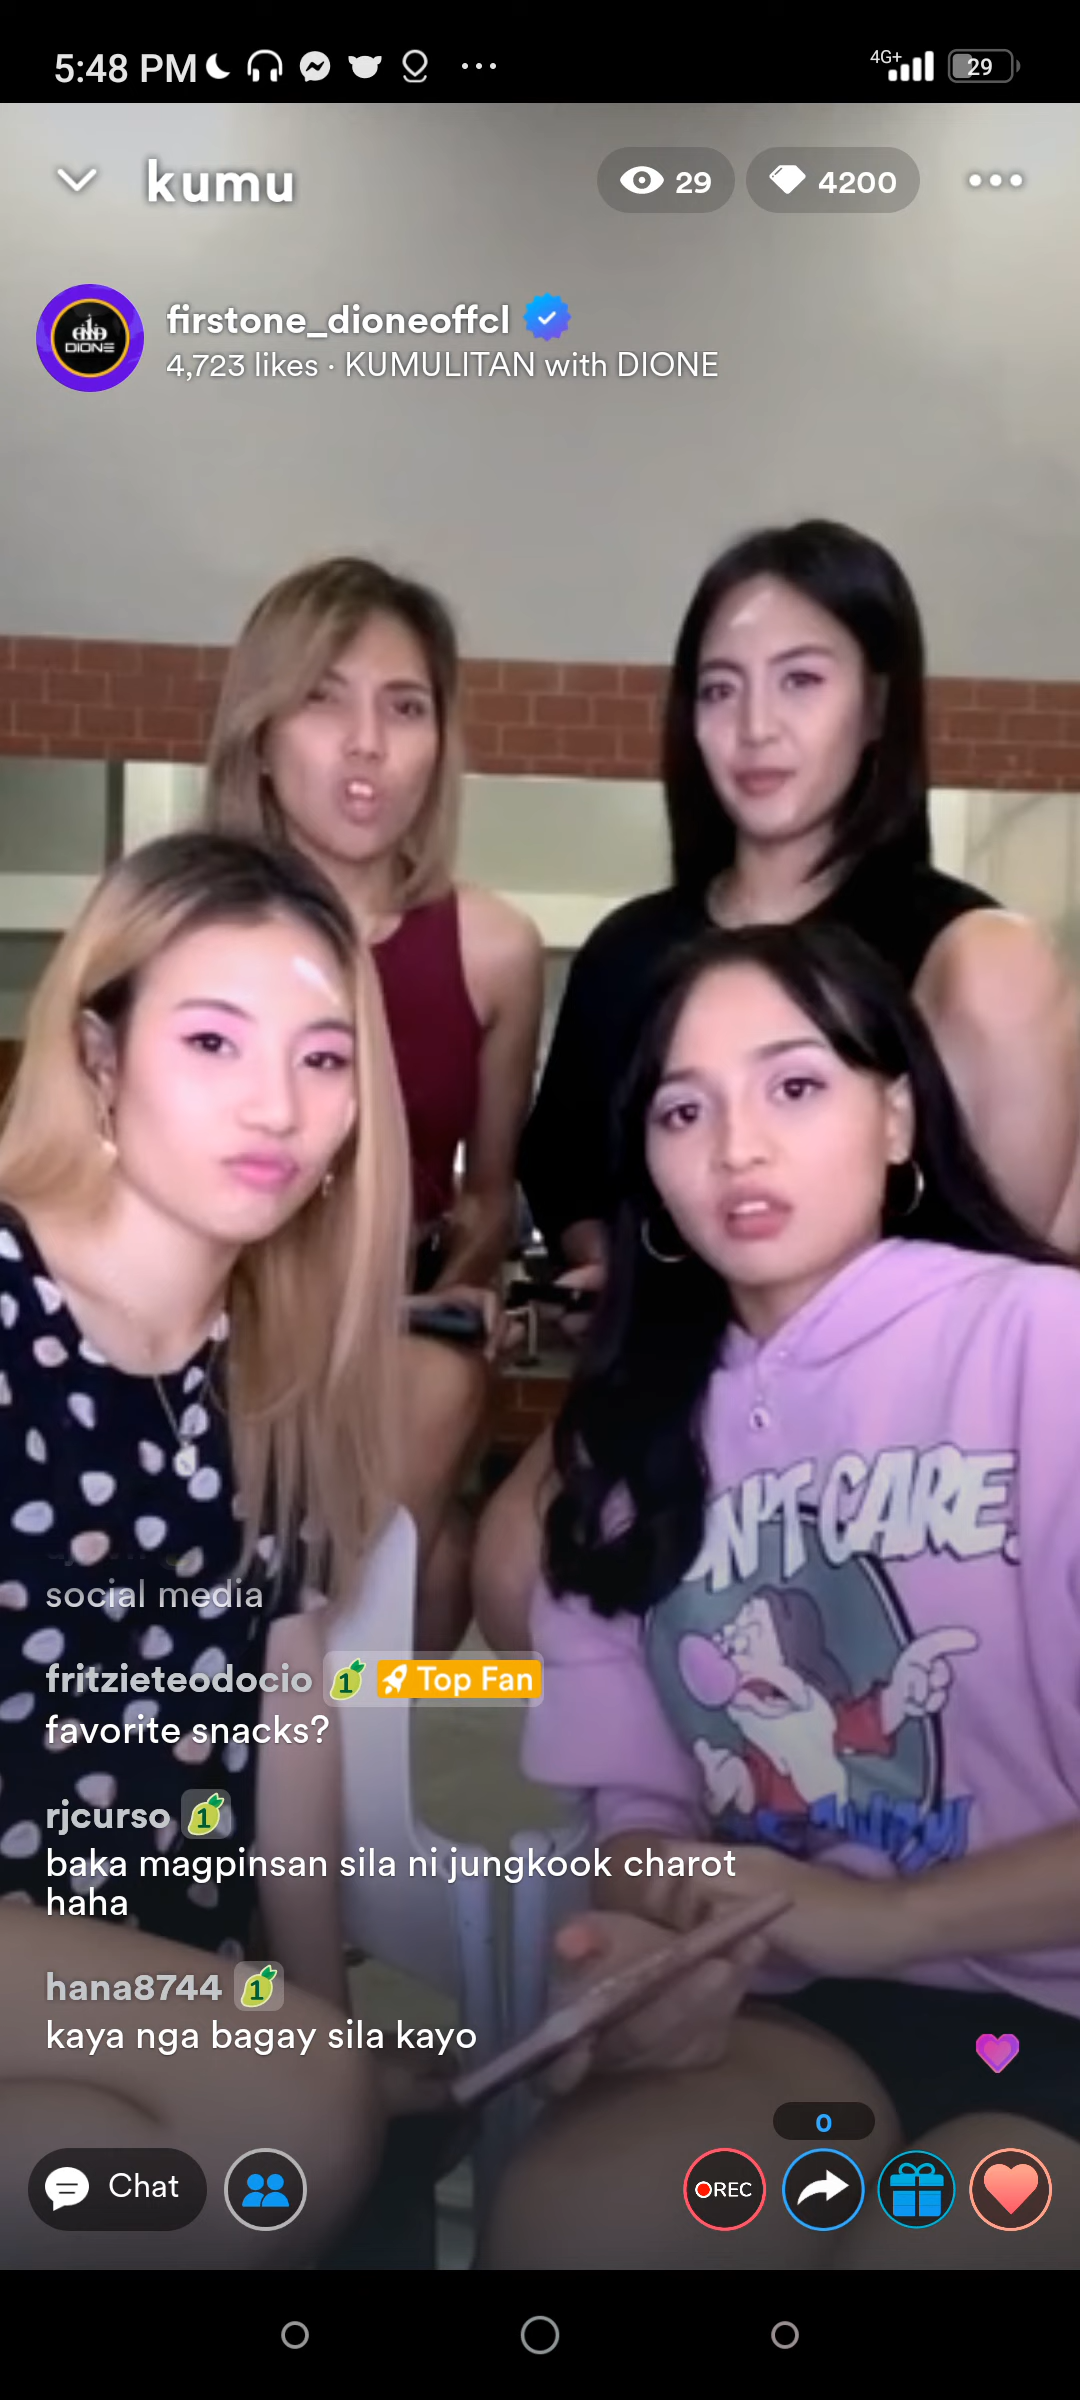 5:48 PM
4G+
29
kumu
29
4200
DIONE
firstone_dioneoffcl
4,723 likes · KUMULITAN with DIONE
N'T CARE.
social media
fritzieteodocio 1 Top Fan
favorite snacks?
rjcurso 1
baka magpinsan sila ni jungkook charot
haha
hana8744 1
kaya nga bagay sila kayo
0
Chat
REC